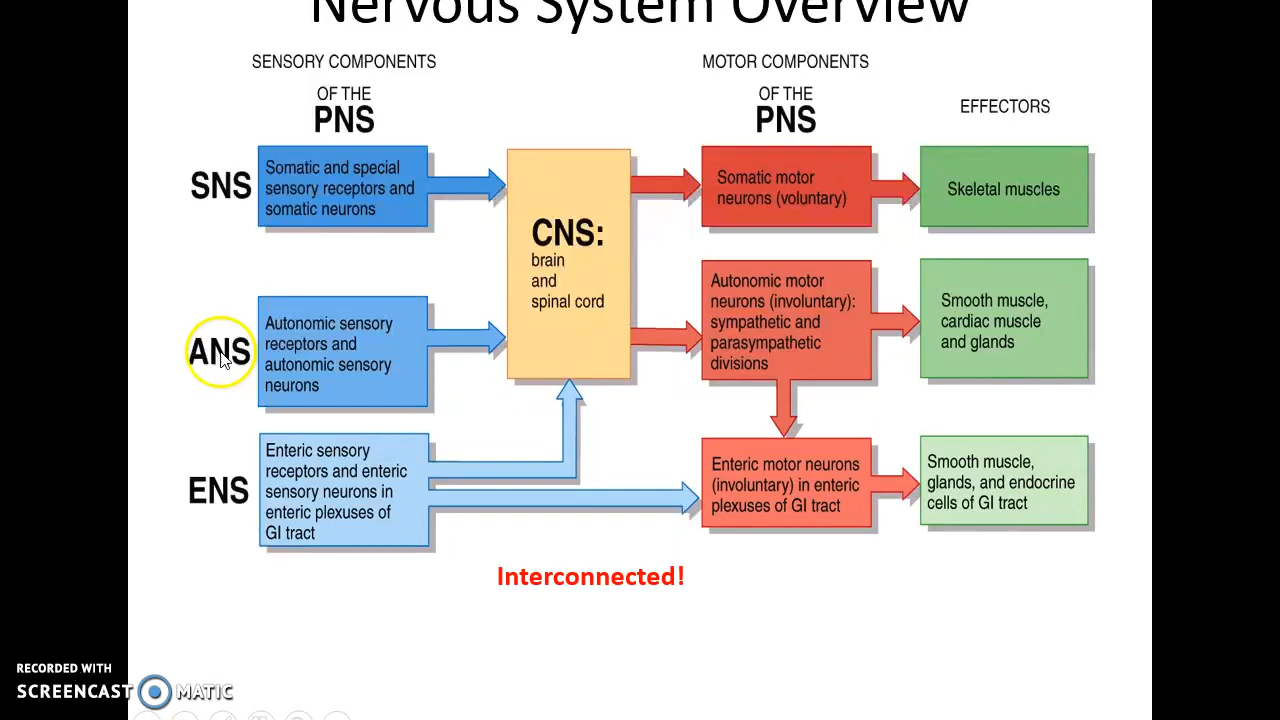 Nervous System Overview
SENSORY COMPONENTS
OF THE
PNS
MOTOR COMPONENTS
OF THE
PNS
EFFECTORS
SNS
Somatic and special
sensory receptors and
somatic neurons
CNS:
brain
and
spinal cord
Somatic motor
neurons (voluntary)
Skeletal muscles
ANS
Autonomic sensory
receptors and
autonomic sensory
neurons
Autonomic motor
neurons (involuntary):
sympathetic and
parasympathetic
divisions
Smooth muscle,
cardiac muscle
and glands
ENS
Enteric sensory
receptors and enteric
sensory neurons in
enteric plexuses of
GI tract
Enteric motor neurons
(involuntary) in enteric
plexuses of GI tract
Smooth muscle,
glands, and endocrine
cells of GI tract
Interconnected!
RECORDED WITH
SCREENCAST MATIC